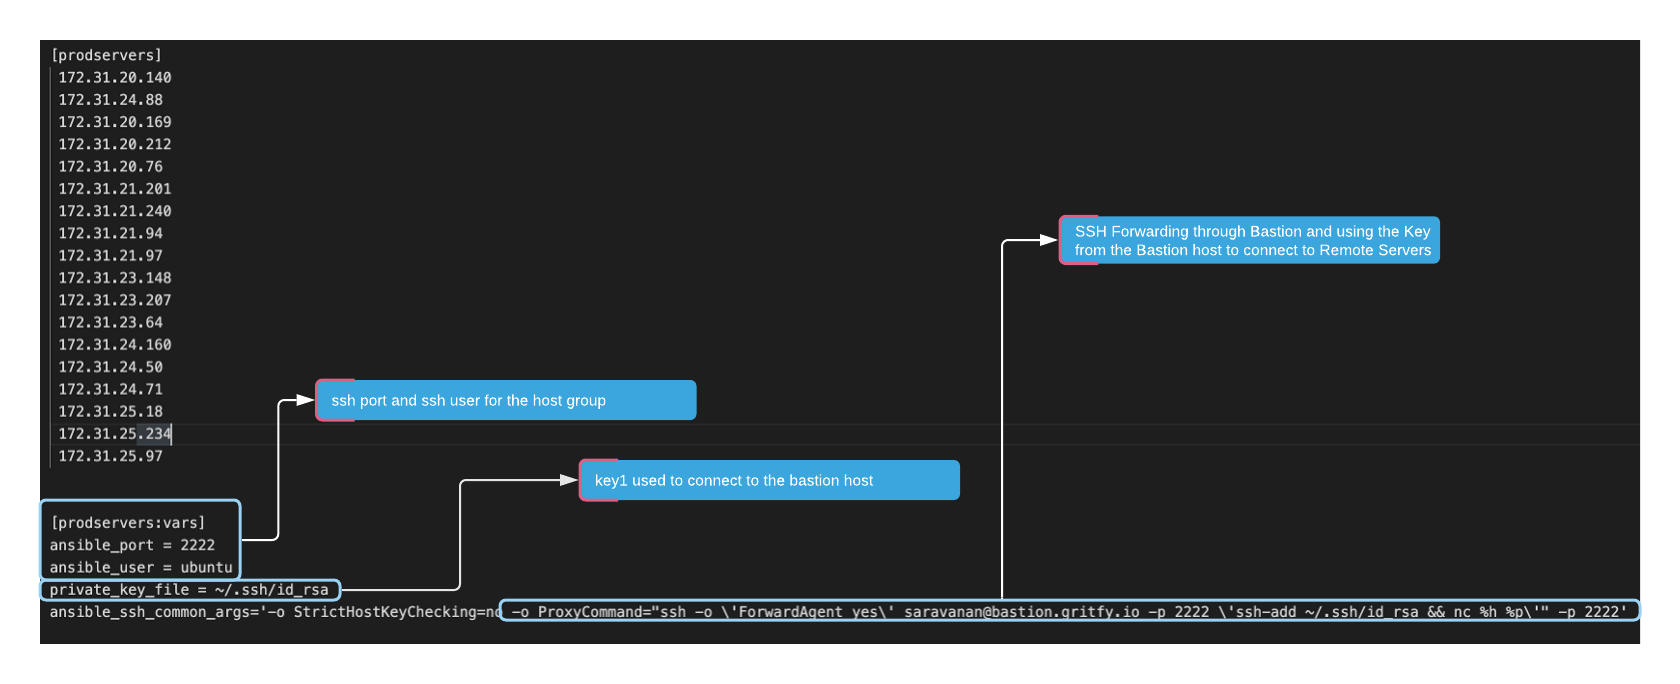 [prodservers]
172.31.20.140
172.31.24.88
172.31.20.169
172.31.20.212
172.31.20.76
172.31.21.201
172.31.21.240
172.31.21.94
172.31.21.97
172.31.23.148
172.31.23.207
172.31.23.64
172.31.24.160
172.31.24.50
172.31.24.71
172.31.25.18
172.31.25.234
172.31.25.97
SSH Forwarding through Bastion and using the Key
from the Bastion host to connect to Remote Servers
ssh port and ssh user for the host group
key1 used to connect to the bastion host
[prodservers:vars]
ansible_port = 2222
ansible_user = ubuntu
private_key_file = ~/.ssh/id_rsa
ansible_ssh_common_args='-o StrictHostKeyChecking=no -o ProxyCommand="ssh -o \'ForwardAgent yes\' saravanan@bastion.gritfy.io -p 2222 \'ssh-add ~/.ssh/id_rsa && nc %h %p\'" -p 2222'